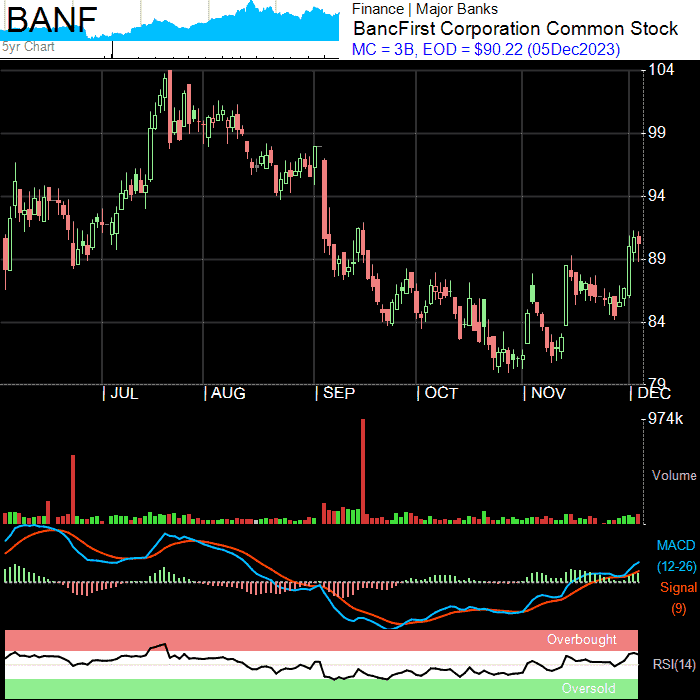 BANF
5yr Chart
Finance | Major Banks
BancFirst Corporation Common Stock
MC = 3B, EOD = $90.22 (05Dec2023)
104
99
94
89
84
79
JUL AUG SEP OCT NOV DEC
974k
Volume
MACD
(12-26)
Signal
(9)
Overbought
RSI(14)
Oversold